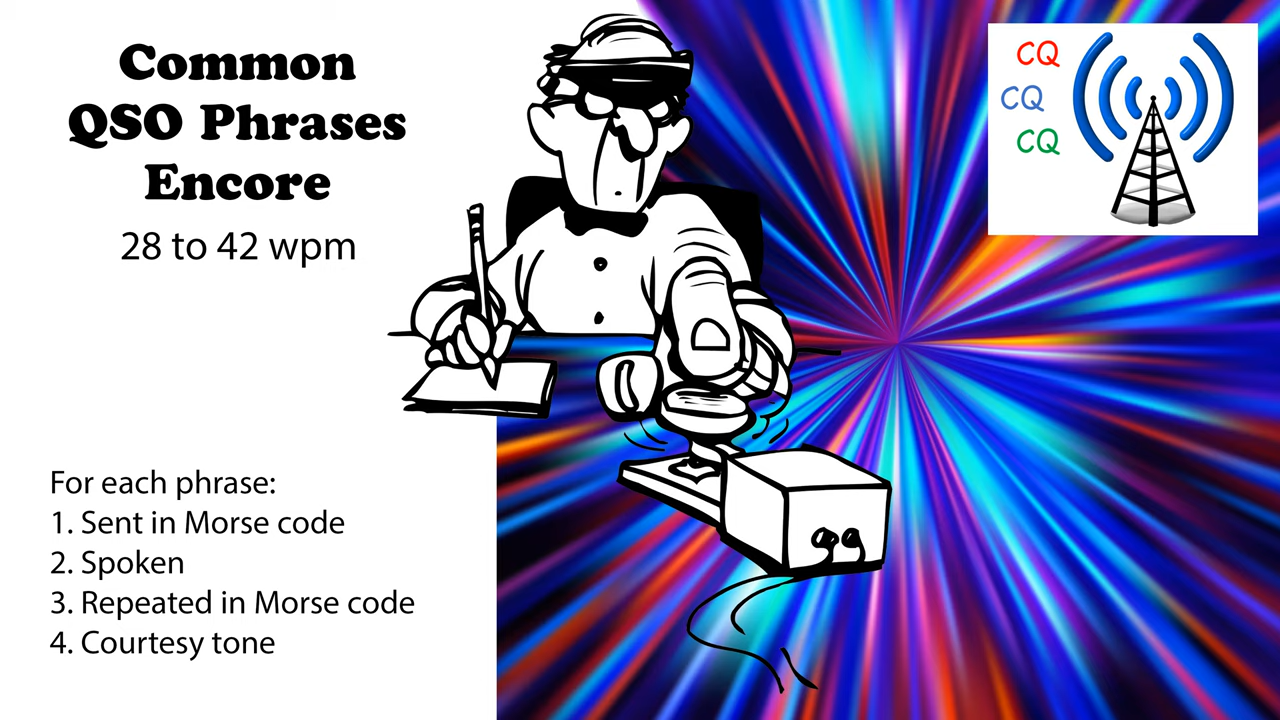 Common
QSO Phrases
Encore
28 to 42 wpm
CQ
CQ
CQ
For each phrase:
1. Sent in Morse code
2. Spoken
3. Repeated in Morse code
4. Courtesy tone